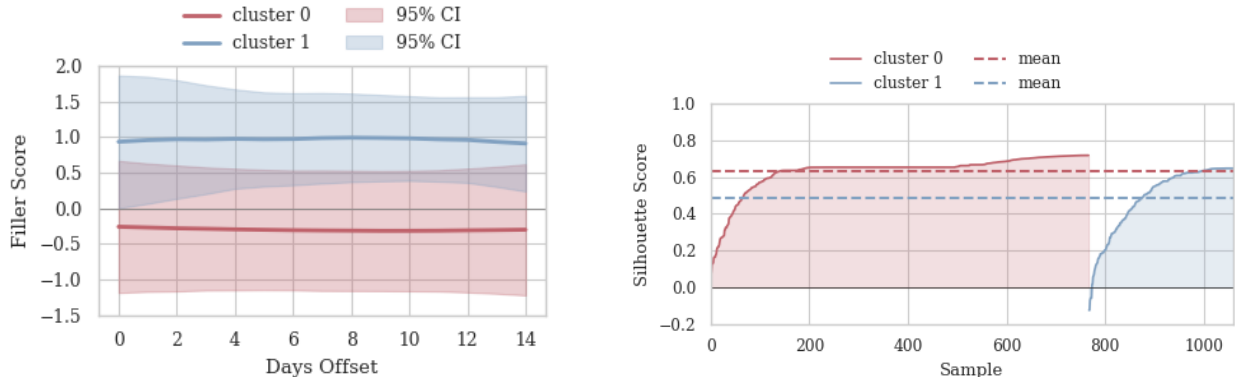 cluster 0
95% CI
cluster 1
95% CI
2.0
1.5
1.0
0.5
0.0
−0.5
−1.0
−1.5
Filler Score
0 2 4 6 8 10 12 14
Days Offset
cluster 0
mean
cluster 1
mean
1.0
0.8
0.6
0.4
0.2
0.0
−0.2
Silhouette Score
0 200 400 600 800 1000
Sample